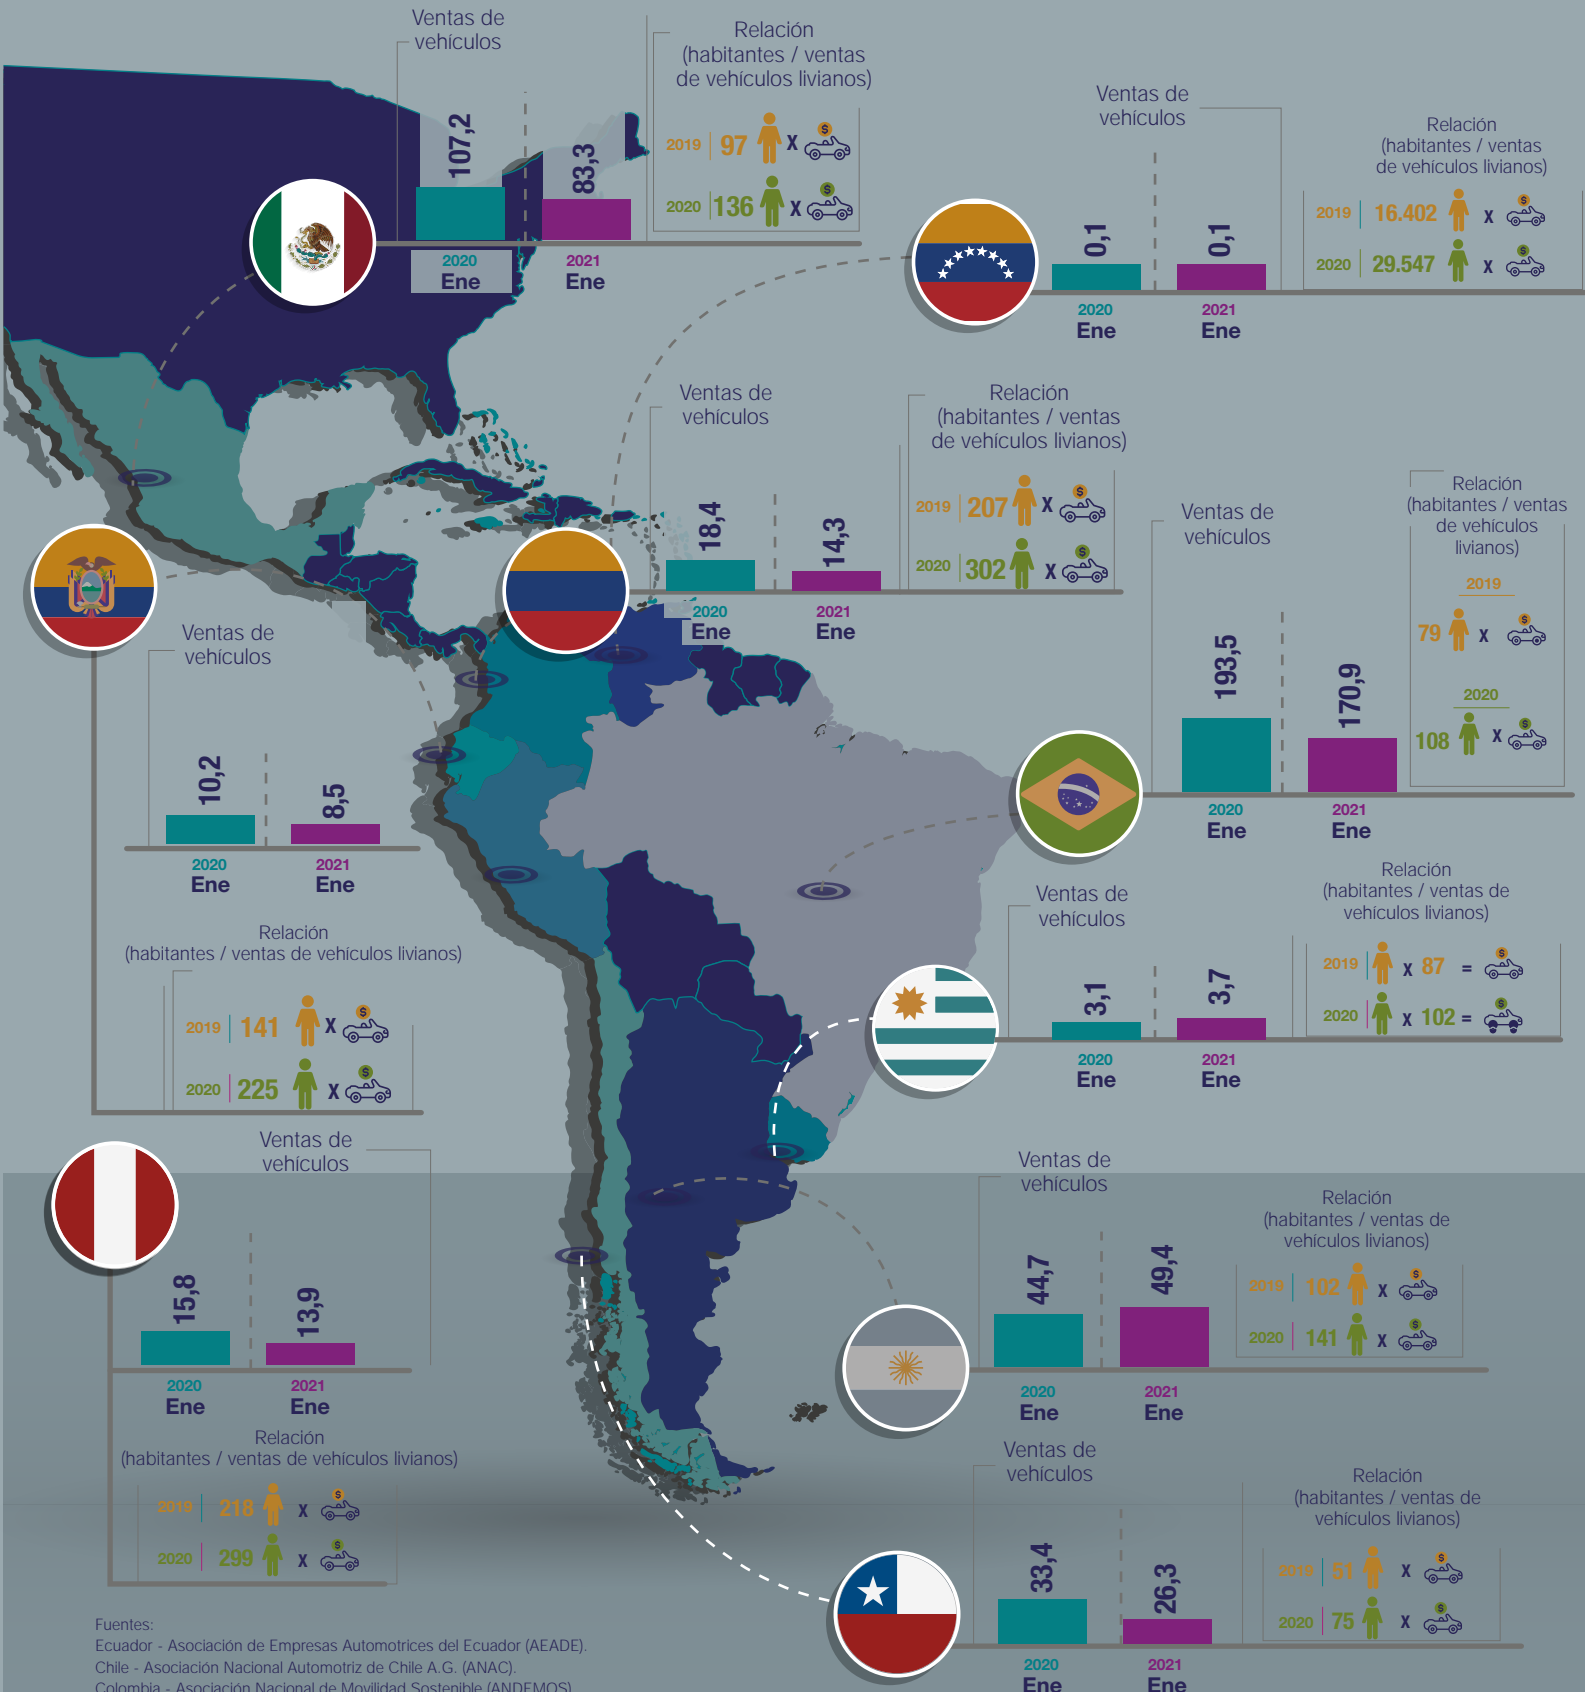 Ventas de
vehículos
107,2
83,3
2020
Ene
2021
Ene
Relación
(habitantes / ventas
de vehículos livianos)
2019 97 X $
2020 136 X $
Ventas de
vehículos
0,1
0,1
2020
Ene
2021
Ene
Relación
(habitantes / ventas
de vehículos livianos)
2019 16.402 X $
2020 29.547 X $
Ventas de
vehículos
18,4
14,3
2020
Ene
2021
Ene
Relación
(habitantes / ventas
de vehículos livianos)
2019 207 X $
2020 302 X $
Ventas de
vehículos
193,5
170,9
2020
Ene
2021
Ene
Relación
(habitantes / ventas
de vehículos
livianos)
2019
79 X $
2020
108 X $
Ventas de
vehículos
10,2
8,5
2020
Ene
2021
Ene
Relación
(habitantes / ventas de vehículos livianos)
2019 141 X $
2020 225 X $
Ventas de
vehículos
3,1
3,7
2020
Ene
2021
Ene
Relación
(habitantes / ventas de
vehículos livianos)
2019 X 87 = $
2020 X 102 = $
Ventas de
vehículos
15,8
13,9
2020
Ene
2021
Ene
Relación
(habitantes / ventas de vehículos livianos)
2019 218 X $
2020 299 X $
Ventas de
vehículos
44,7
49,4
2020
Ene
2021
Ene
Relación
(habitantes / ventas de
vehículos livianos)
2019 102 X $
2020 141 X $
Ventas de
vehículos
33,4
26,3
2020
Ene
2021
Ene
Relación
(habitantes / ventas de
vehículos livianos)
2019 51 X $
2020 75 X $
Fuentes:
Ecuador - Asociación de Empresas Automotrices del Ecuador (AEADE).
Chile - Asociación Nacional Automotriz de Chile A.G. (ANAC).
Colombia - Asociación Nacional de Movilidad Sostenible (ANDEMOS)